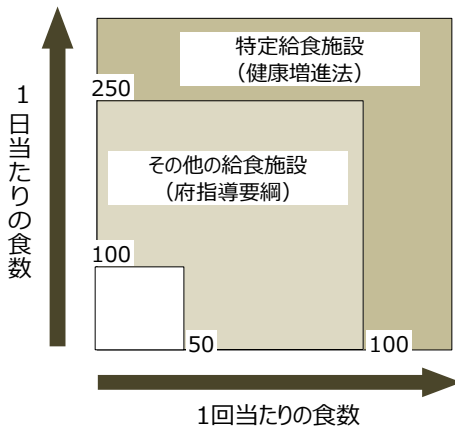 特定給食施設
（健康増進法）
250
その他の給食施設
（府指導要綱）
100
50
100
1日当たりの食数
1回当たりの食数